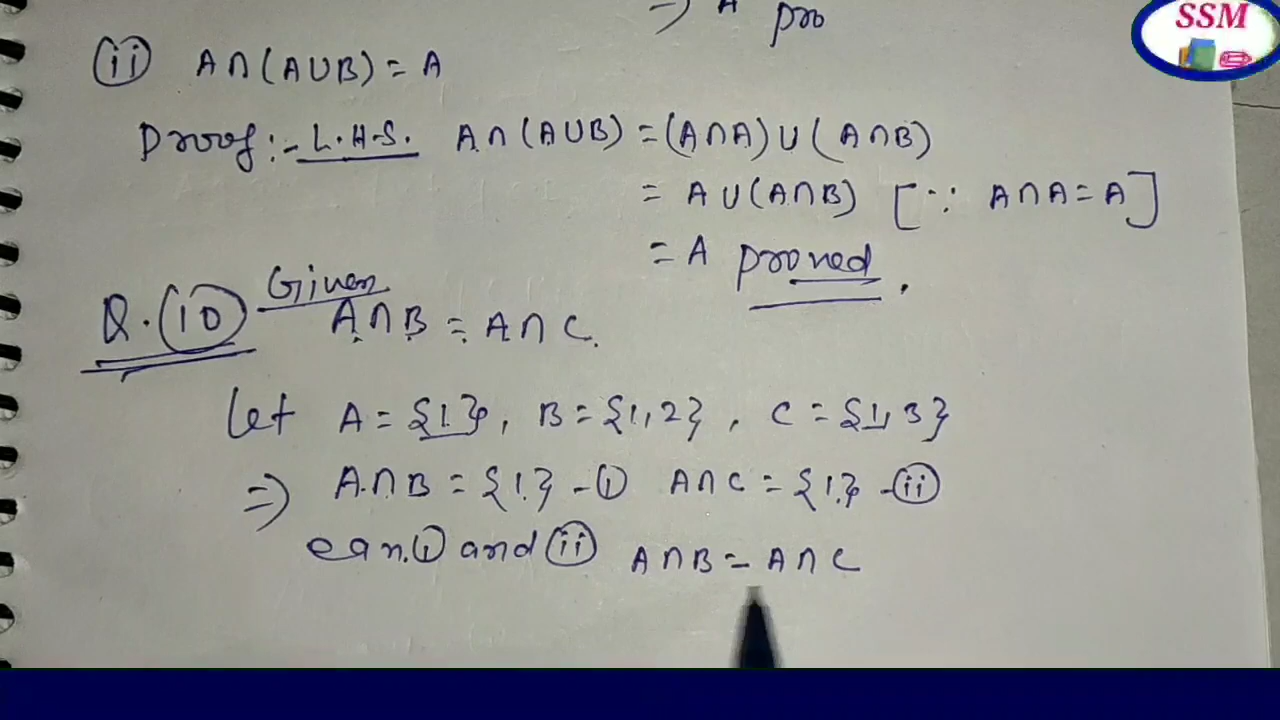 ⇒ A pro
SSM
(ii) A∩(A∪B) = A
Proof:- L.H.S. A∩(A∪B) = (A∩A)∪(A∩B)
= A∪(A∩B) [∵ A∩A=A]
= A proved.
Q.(10) Given
A∩B = A∩C.
Let A = {1}, B = {1,2}, C = {1,3}
⇒ A∩B = {1} -(i) A∩C = {1} -(ii)
eqn.(i) and (ii) A∩B = A∩C